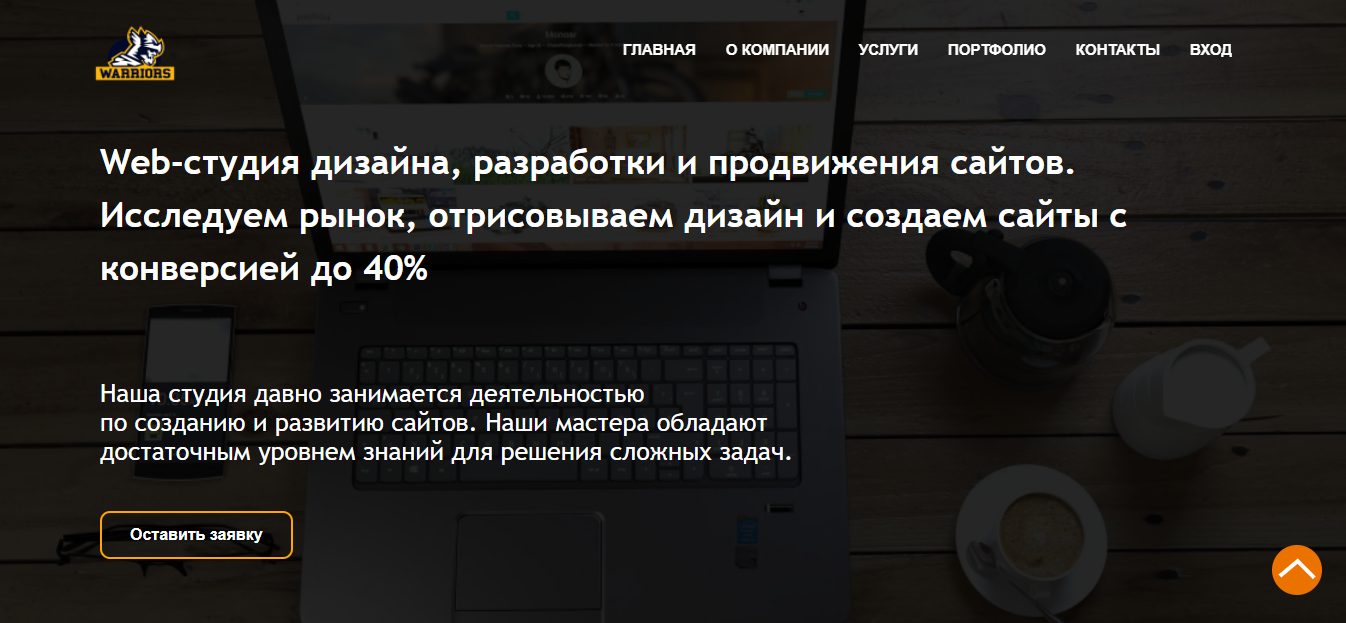 WARRIORS
ГЛАВНАЯ О КОМПАНИИ УСЛУГИ ПОРТФОЛИО КОНТАКТЫ ВХОД
Web-студия дизайна, разработки и продвижения сайтов.
Исследуем рынок, отрисовываем дизайн и создаем сайты с
конверсией до 40%
Наша студия давно занимается деятельностью
по созданию и развитию сайтов. Наши мастера обладают
достаточным уровнем знаний для решения сложных задач.
Оставить заявку